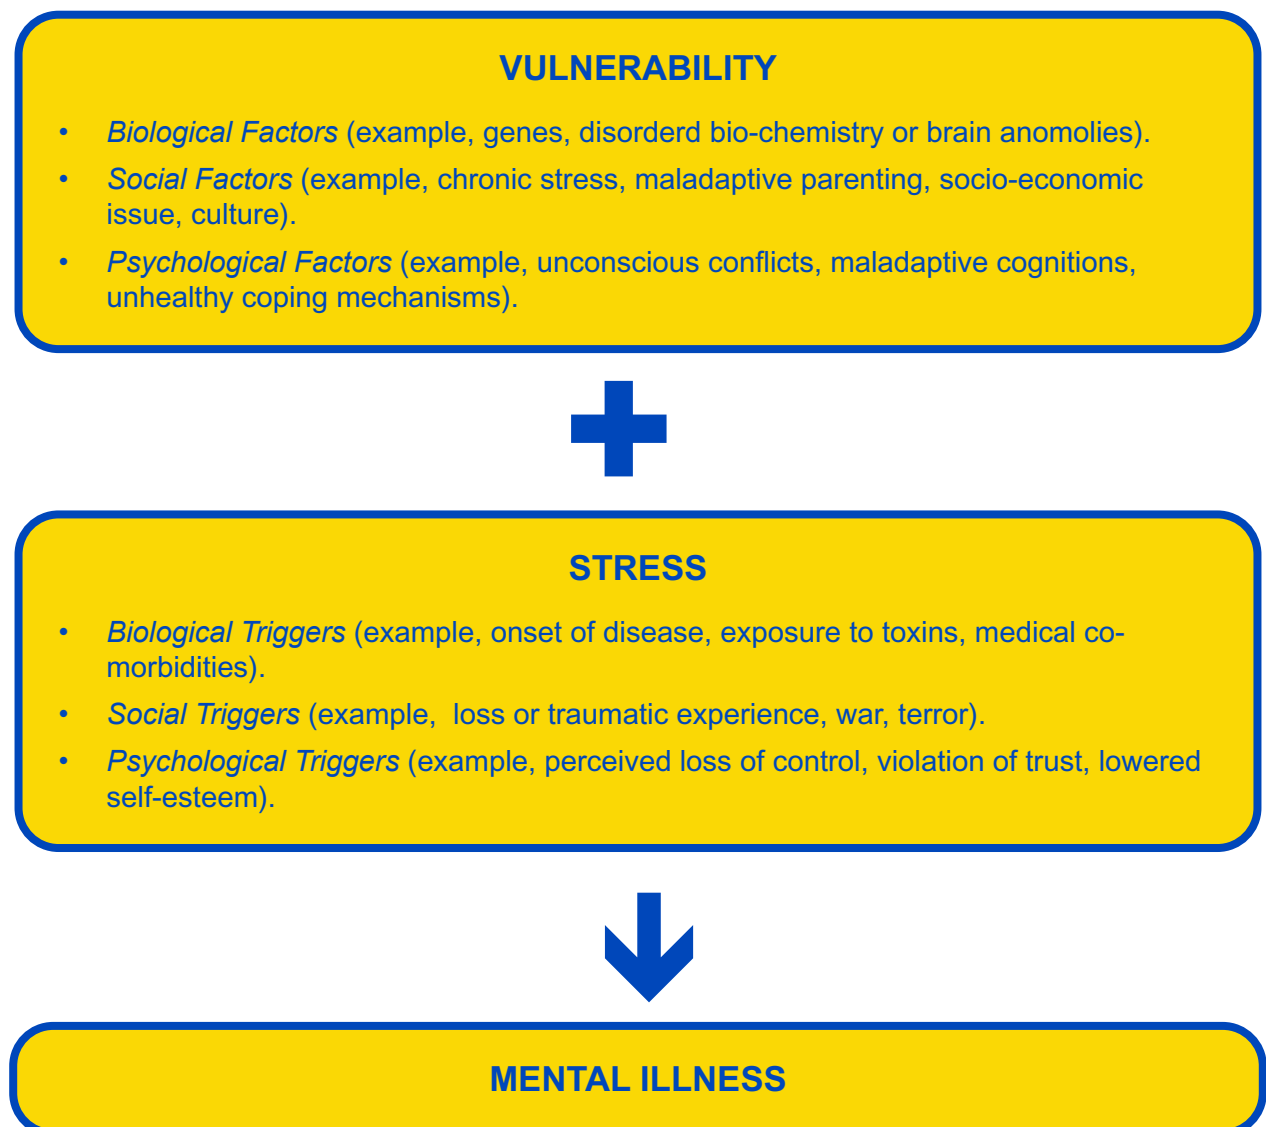 VULNERABILITY
• Biological Factors (example, genes, disorderd bio-chemistry or brain anomolies).
• Social Factors (example, chronic stress, maladaptive parenting, socio-economic
issue, culture).
• Psychological Factors (example, unconscious conflicts, maladaptive cognitions,
unhealthy coping mechanisms).
STRESS
• Biological Triggers (example, onset of disease, exposure to toxins, medical co-
morbidities).
• Social Triggers (example,  loss or traumatic experience, war, terror).
• Psychological Triggers (example, perceived loss of control, violation of trust, lowered
self-esteem).
MENTAL ILLNESS